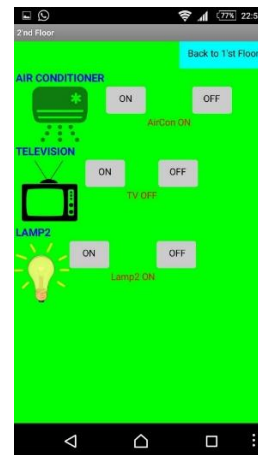 77% 22:5
2'nd Floor
Back to 1'st Floor
AIR CONDITIONER
ON OFF
AirCon ON
TELEVISION
ON OFF
TV OFF
LAMP2
ON OFF
Lamp2 ON